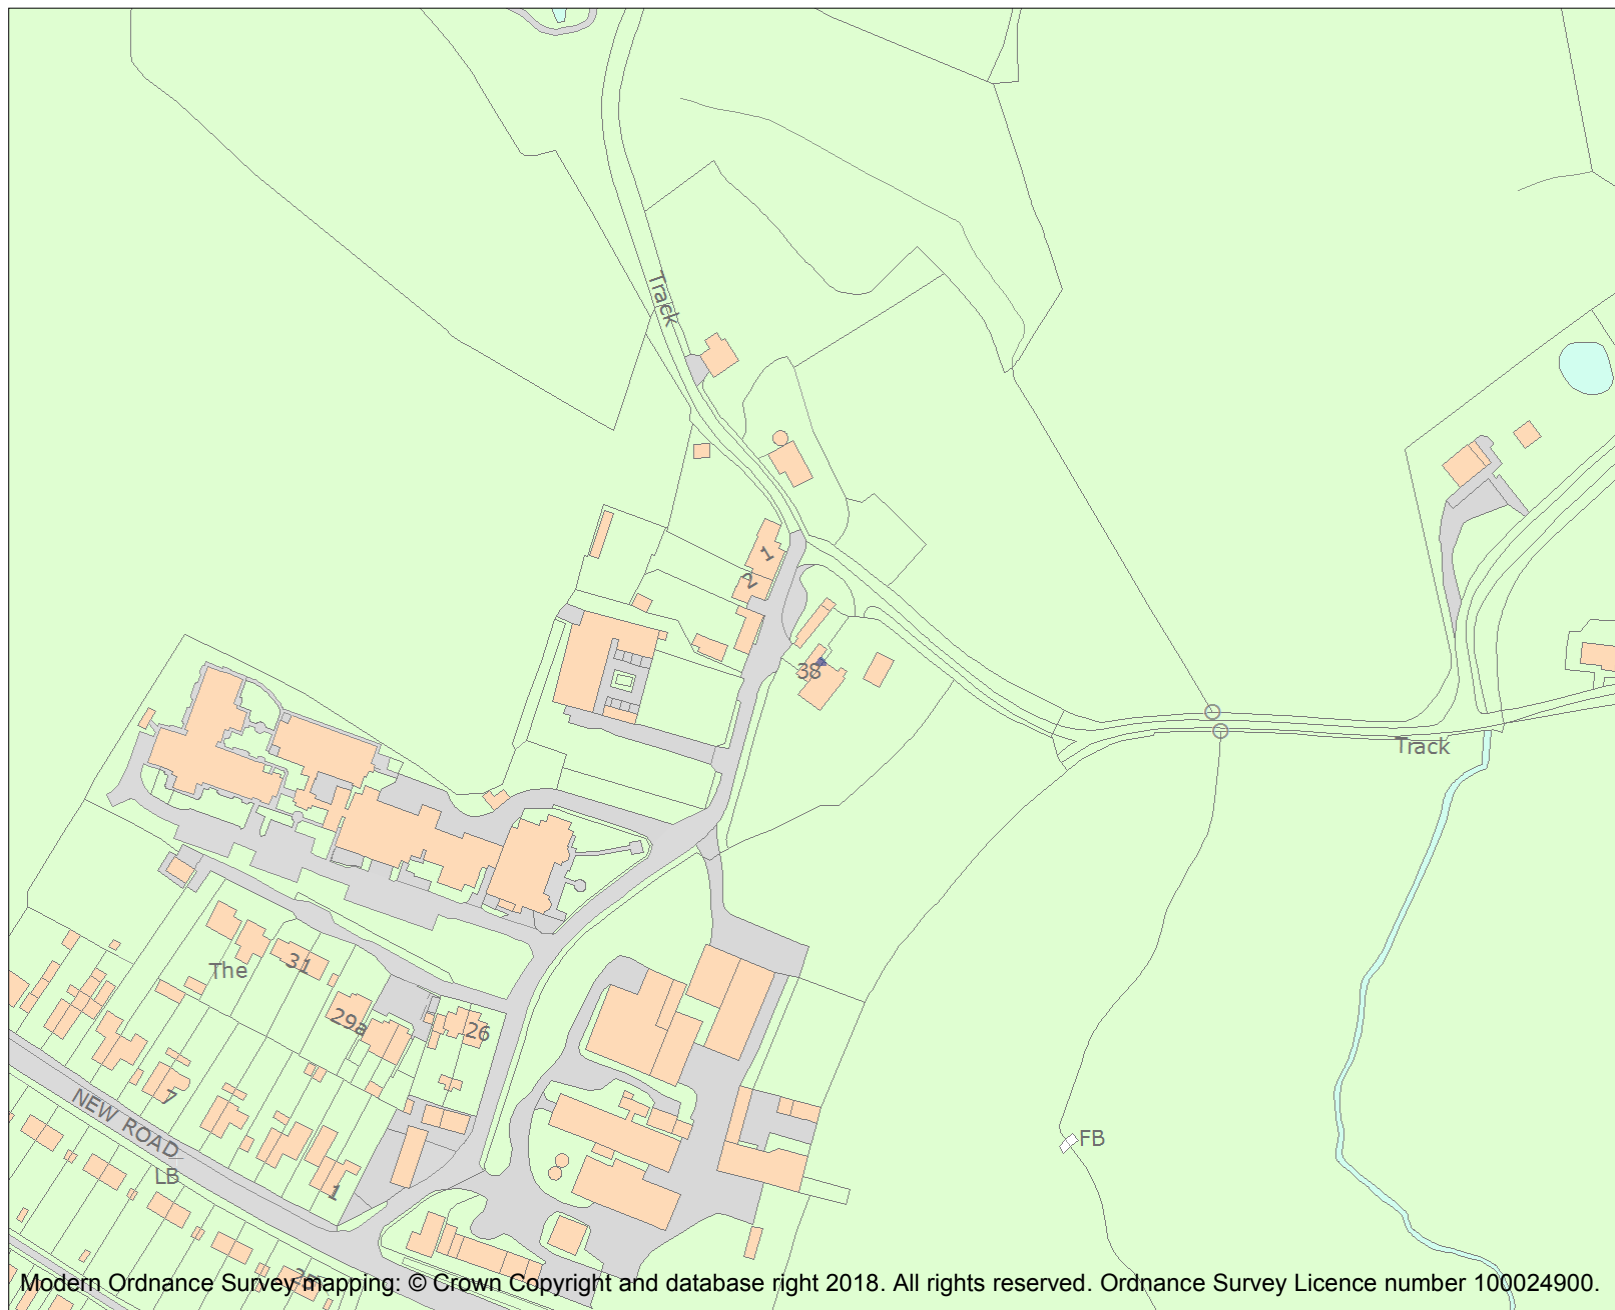 Track
1
2
38
Track
The
31
29a
26
7
NEW ROAD
FB
LB
1
Modern Ordnance Survey mapping: © Crown Copyright and database right 2018. All rights reserved. Ordnance Survey Licence number 100024900.